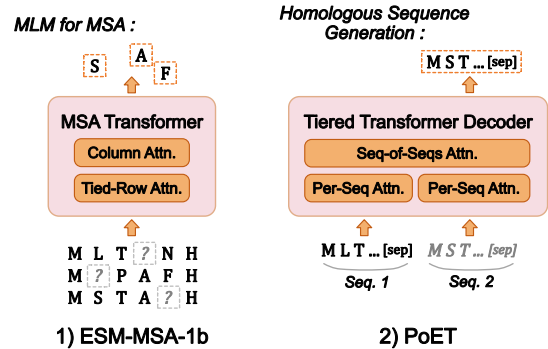 MLM for MSA :
S A F
MSA Transformer
Column Attn.
Tied-Row Attn.
M L T ? N H
M ? P A F H
M S T A ? H
1) ESM-MSA-1b
Homologous Sequence
Generation :
M S T ... [sep]
Tiered Transformer Decoder
Seq-of-Seqs Attn.
Per-Seq Attn. Per-Seq Attn.
M L T ... [sep] M S T ... [sep]
Seq. 1 Seq. 2
2) PoET